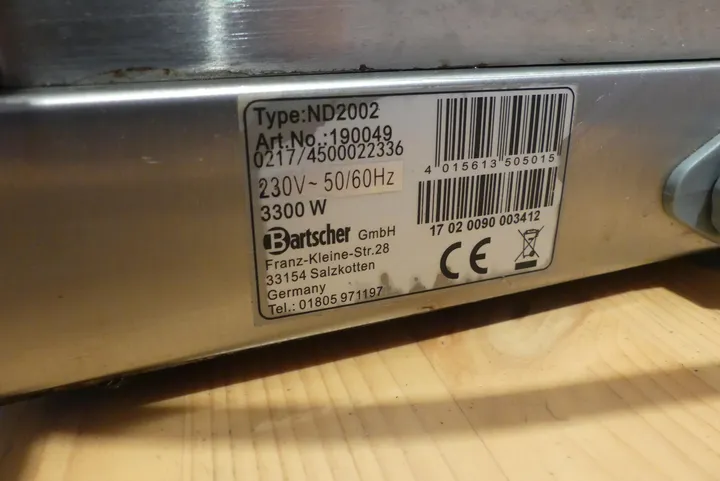 Type:ND2002
Art.No.:190049
0217/4500022336
230V~ 50/60Hz
3300 W
Bartscher GmbH
Franz-Kleine-Str.28
33154 Salzkotten
Germany
Tel.: 01805 971197
4 015613 505015
17 02 0090 003412
CE